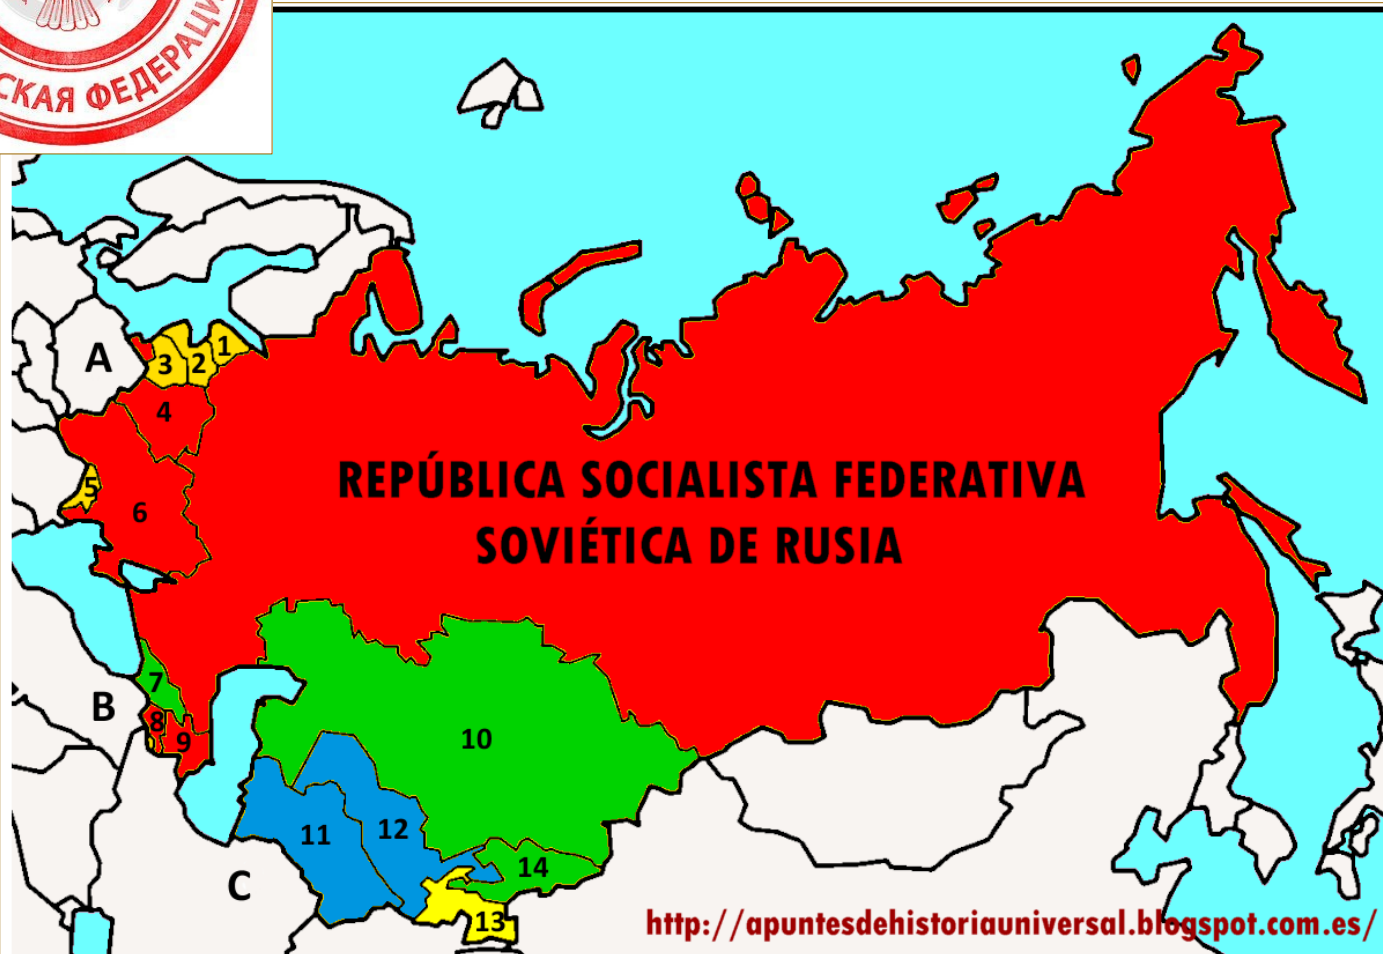 СКАЯ ФЕДЕРАЦИ
1
2
3
A
4
5
6
REPÚBLICA SOCIALISTA FEDERATIVA
SOVIÉTICA DE RUSIA
7
B
8
9
10
11
12
C
14
13
http://apuntesdehistoriauniversal.blogspot.com.es/